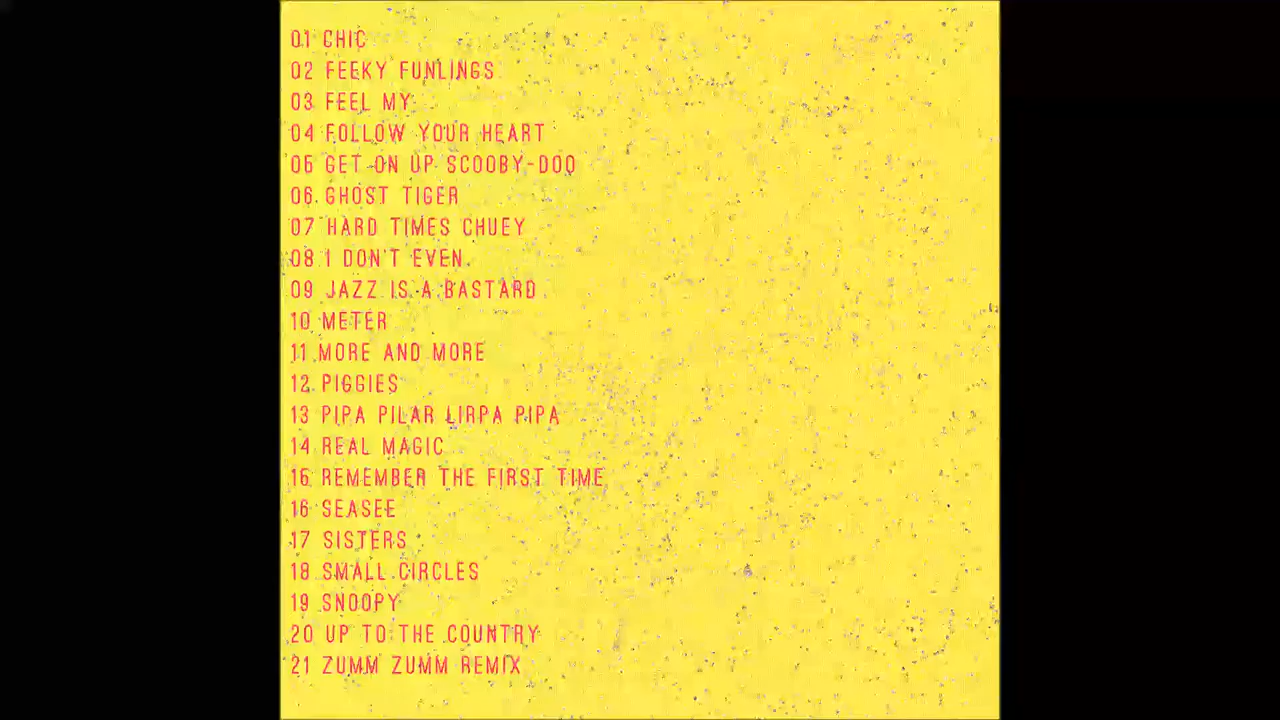 01 CHIC
02 FEEKY FUNLINGS
03 FEEL MY
04 FOLLOW YOUR HEART
05 GET ON UP SCOOBY-DOO
06 GHOST TIGER
07 HARD TIMES CHUEY
08 I DON'T EVEN
09 JAZZ IS A BASTARD
10 METER
11 MORE AND MORE
12 PIGGIES
13 PIPA PILAR LIRPA PIPA
14 REAL MAGIC
15 REMEMBER THE FIRST TIME
16 SEASEE
17 SISTERS
18 SMALL CIRCLES
19 SNOOPY
20 UP TO THE COUNTRY
21 ZUMM ZUMM REMIX